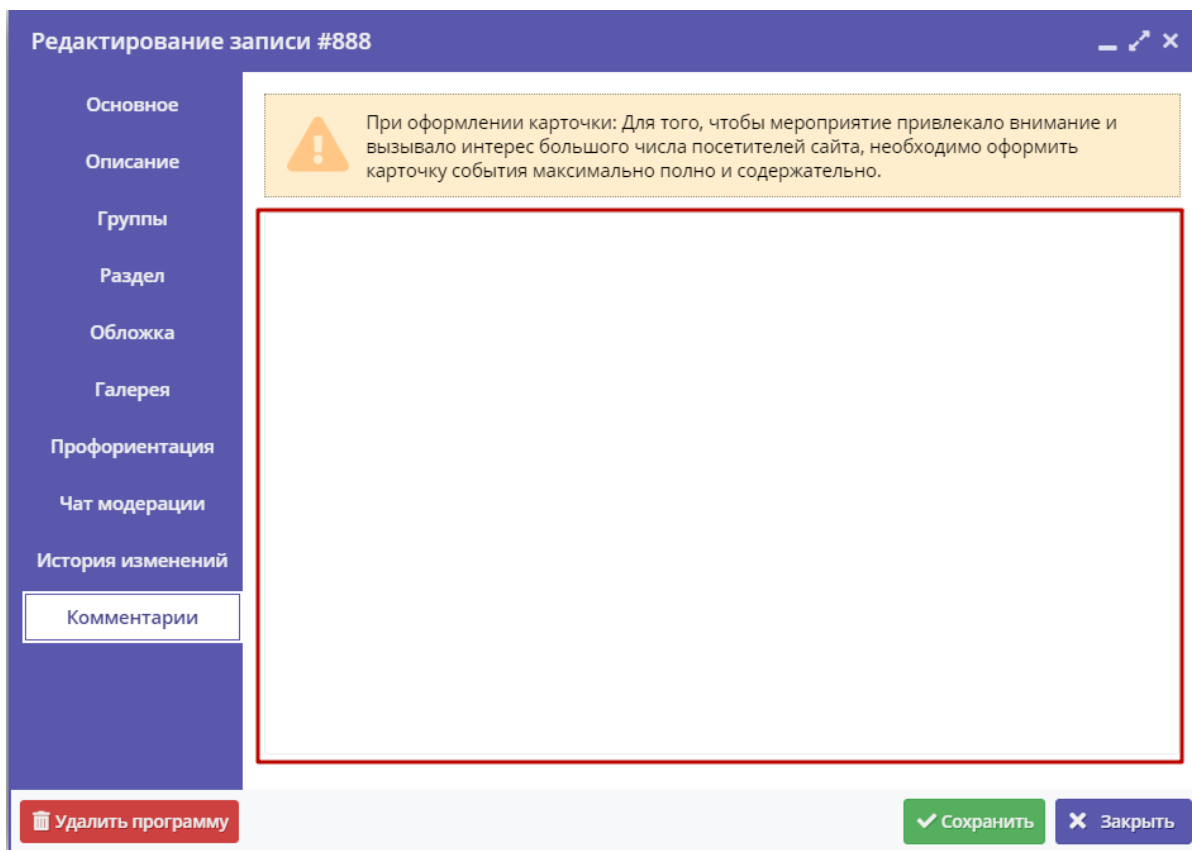 Редактирование записи #888
Основное
Описание
Группы
Раздел
Обложка
Галерея
Профориентация
Чат модерации
История изменений
Комментарии
При оформлении карточки: Для того, чтобы мероприятие привлекало внимание и
вызывало интерес большого числа посетителей сайта, необходимо оформить
карточку события максимально полно и содержательно.
Удалить программу
Сохранить
Закрыть